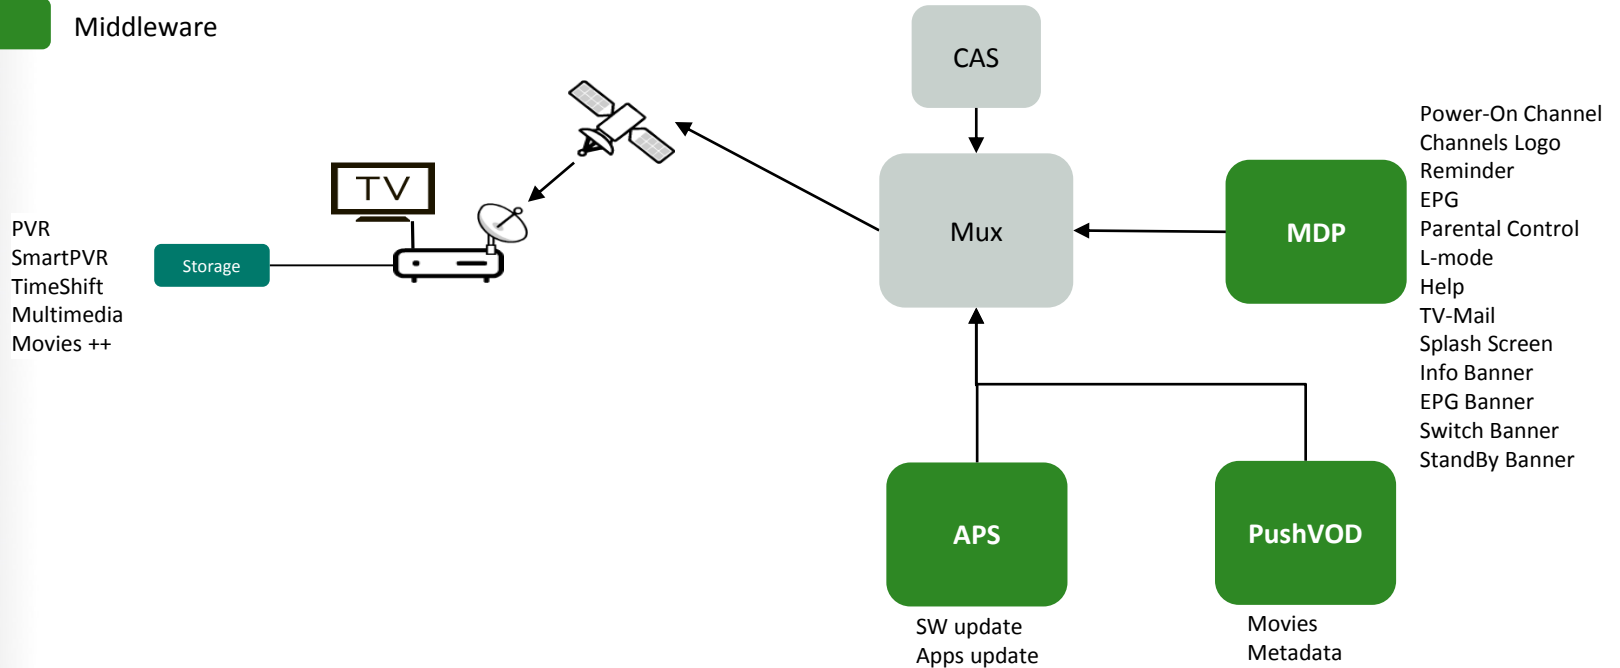 Middleware
CAS
Mux
MDP
Power-On Channel
Channels Logo
Reminder
EPG
Parental Control
L-mode
Help
TV-Mail
Splash Screen
Info Banner
EPG Banner
Switch Banner
StandBy Banner
TV
PVR
SmartPVR
TimeShift
Multimedia
Movies ++
Storage
APS
SW update
Apps update
PushVOD
Movies
Metadata